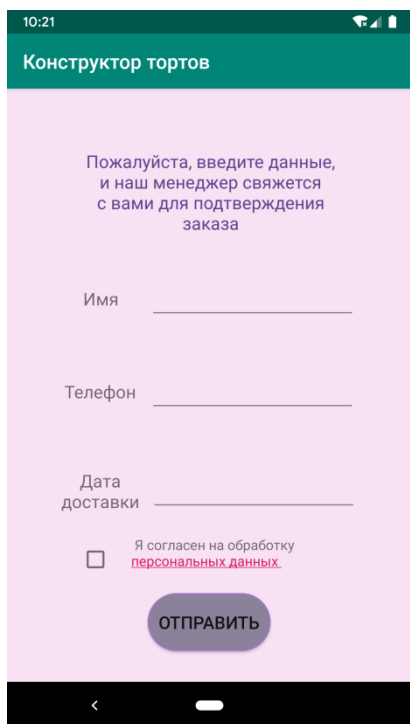 10:21
Конструктор тортов
Пожалуйста, введите данные,
и наш менеджер свяжется
с вами для подтверждения
заказа
Имя
Телефон
Дата
доставки
Я согласен на обработку
персональных данных
ОТПРАВИТЬ